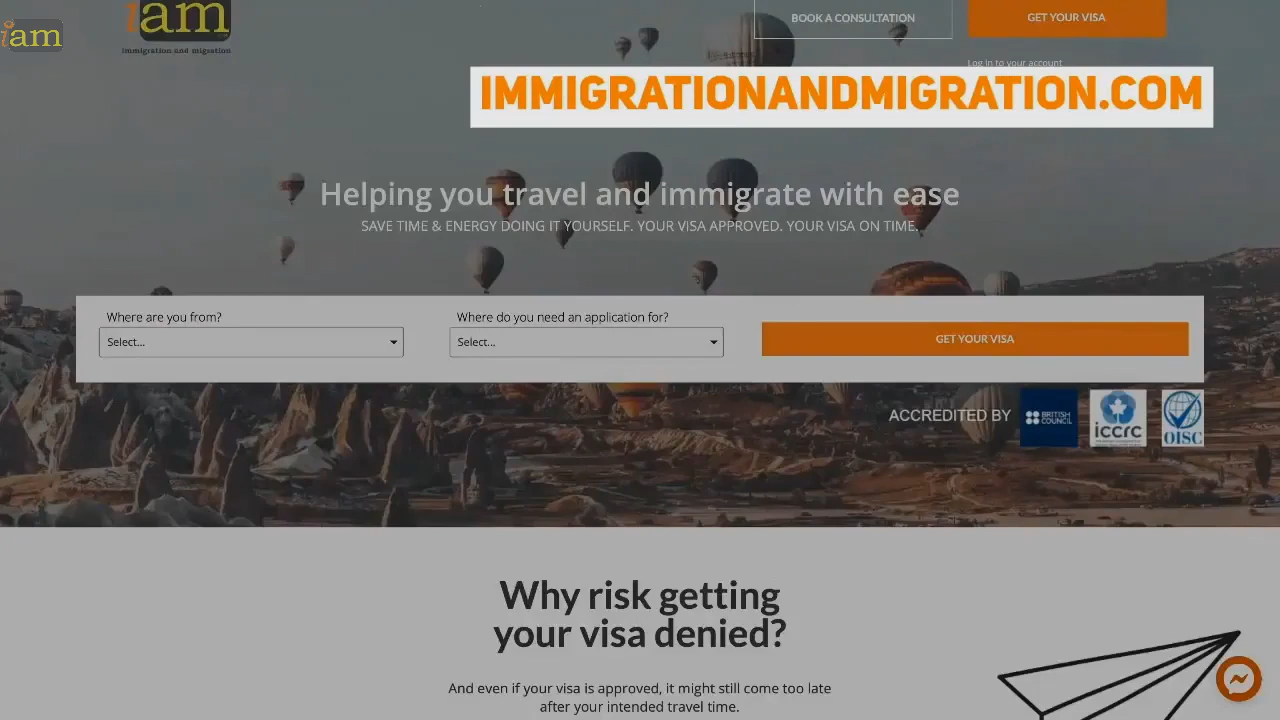 iam
iam
immigration and migration
BOOK A CONSULTATION
GET YOUR VISA
Log in to your account
IMMIGRATIONANDMIGRATION.COM
Helping you travel and immigrate with ease
SAVE TIME & ENERGY DOING IT YOURSELF. YOUR VISA APPROVED. YOUR VISA ON TIME.
Where are you from?
Where do you need an application for?
Select...
Select...
GET YOUR VISA
ACCREDITED BY
BRITISH COUNCIL
iccrc
OISC
Why risk getting
your visa denied?
And even if your visa is approved, it might still come too late
after your intended travel time.